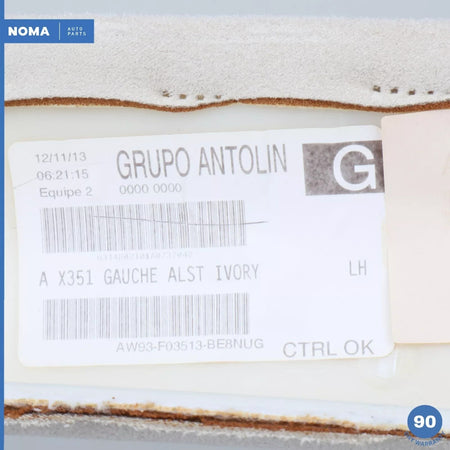 NOMA AUTO PARTS
12/11/13
06:21:15
Equipe 2
GRUPO ANTOLIN
0000 0000
G
A X351 GAUCHE ALST IVORY LH
AW93-F03513-BE8NUG
CTRL OK
90